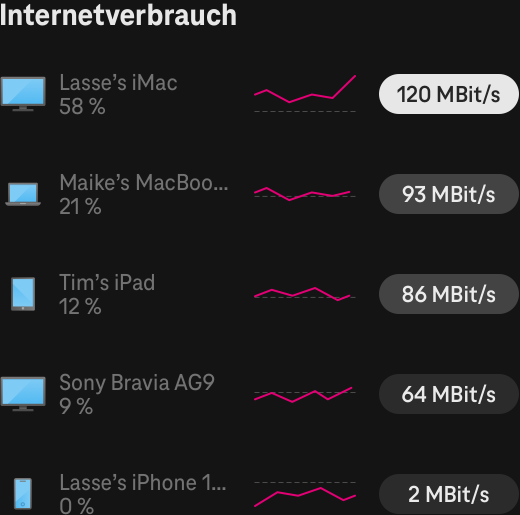 Internetverbrauch
Lasse’s iMac
58 %
120 MBit/s
Maike’s MacBoo...
21 %
93 MBit/s
Tim’s iPad
12 %
86 MBit/s
Sony Bravia AG9
9 %
64 MBit/s
Lasse’s iPhone 1...
0 %
2 MBit/s